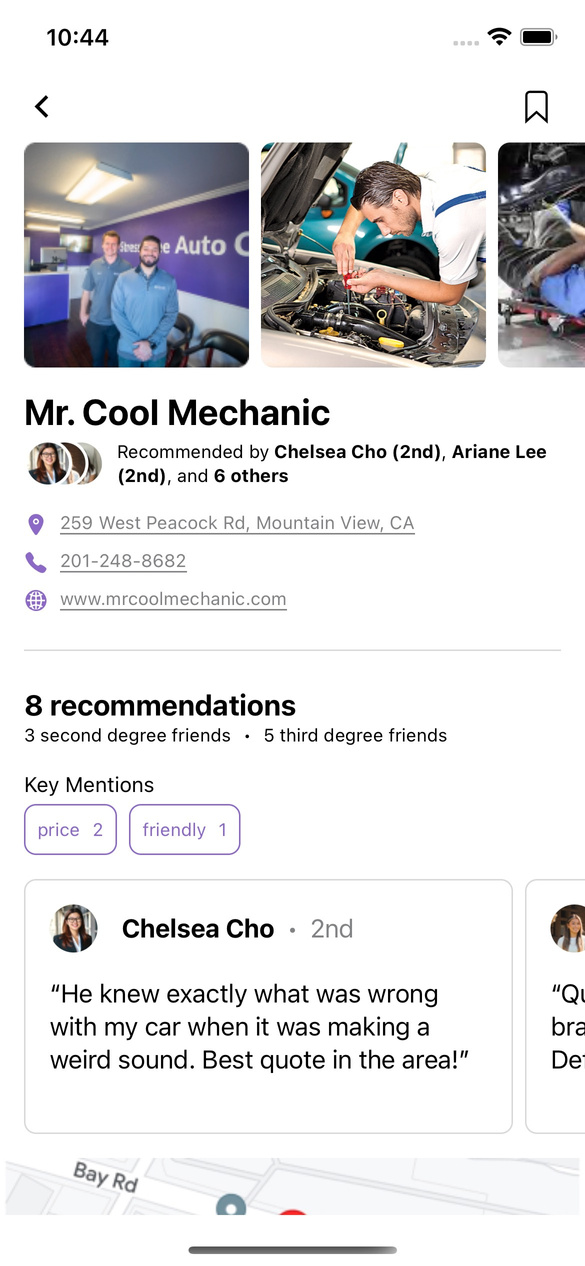 10:44
Stress
Auto
Mr. Cool Mechanic
Recommended by Chelsea Cho (2nd), Ariane Lee
(2nd), and 6 others
259 West Peacock Rd, Mountain View, CA
201-248-8682
www.mrcoolmechanic.com
8 recommendations
3 second degree friends • 5 third degree friends
Key Mentions
price 2
friendly 1
Chelsea Cho • 2nd
“He knew exactly what was wrong
with my car when it was making a
weird sound. Best quote in the area!”
Bay Rd